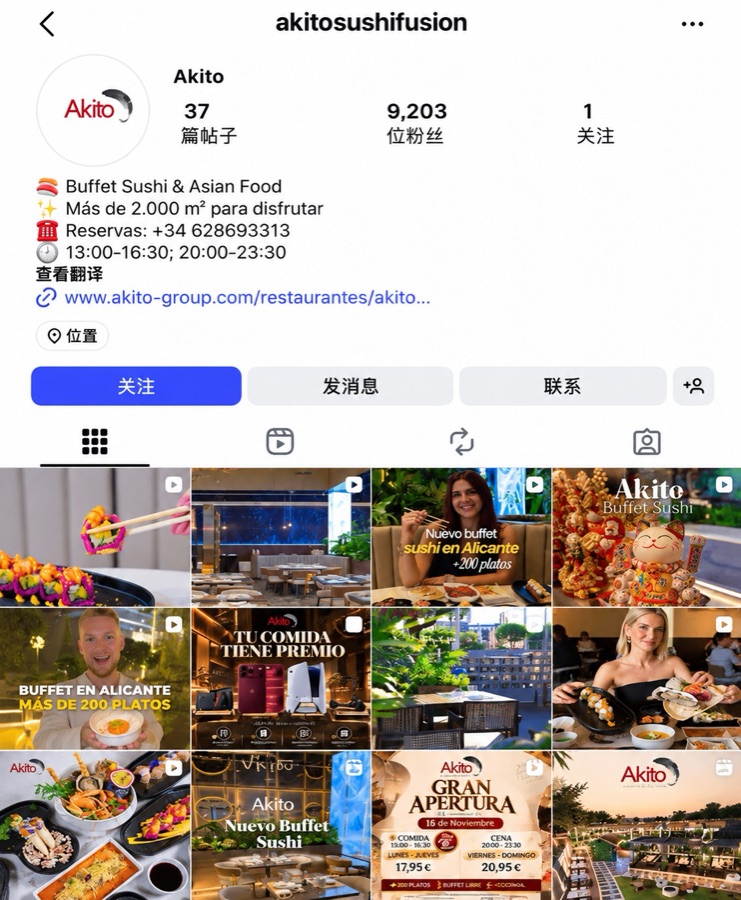 akitosushifusion
Akito
Akito
37
9,203
1
篇帖子
位粉丝
关注
Buffet Sushi & Asian Food
Más de 2.000 m² para disfrutar
Reservas: +34 628693313
13:00-16:30; 20:00-23:30
查看翻译
www.akito-group.com/restaurantes/akito...
位置
关注
发消息
联系
Nuevo buffet
sushi en Alicante
+200 platos
Akito
Buffet Sushi
BUFFET EN ALICANTE
MÁS DE 200 PLATOS
Akito
TU COMIDA
TIENE PREMIO
Akito
Akito
Nuevo Buffet
Sushi
Akito
GRAN
APERTURA
16 de Noviembre
COMIDA
13:00 - 16:30
LUNES - JUEVES
17,95 €
CENA
20:00 - 23:30
VIERNES - DOMINGO
20,95 €
200 PLATOS
BUFFET LIBRE
Akito